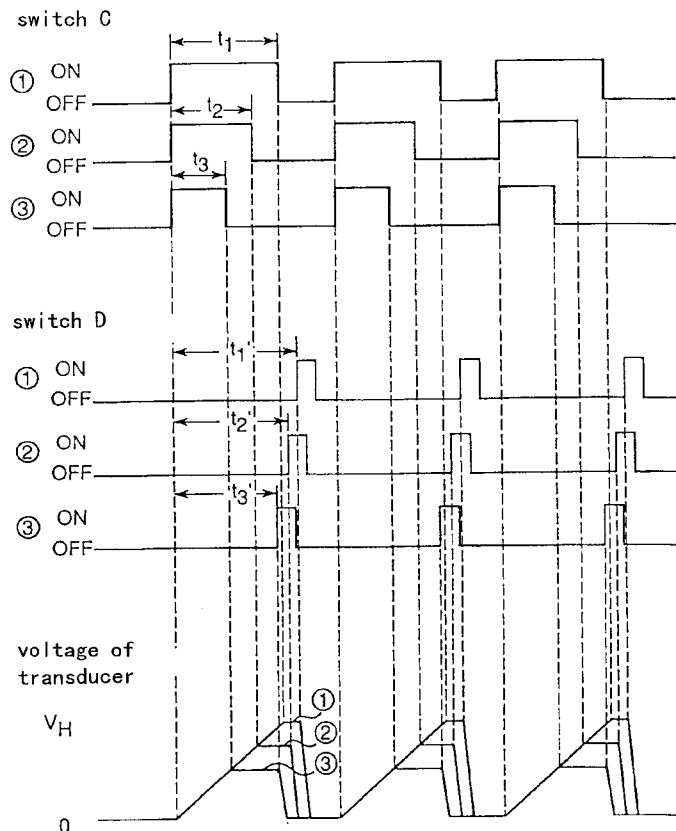 switch C
t1
① ON
OFF
t2
② ON
OFF
t3
③ ON
OFF
switch D
t1'
① ON
OFF
t2'
② ON
OFF
t3'
③ ON
OFF
voltage of
transducer
VH
①
②
③
0